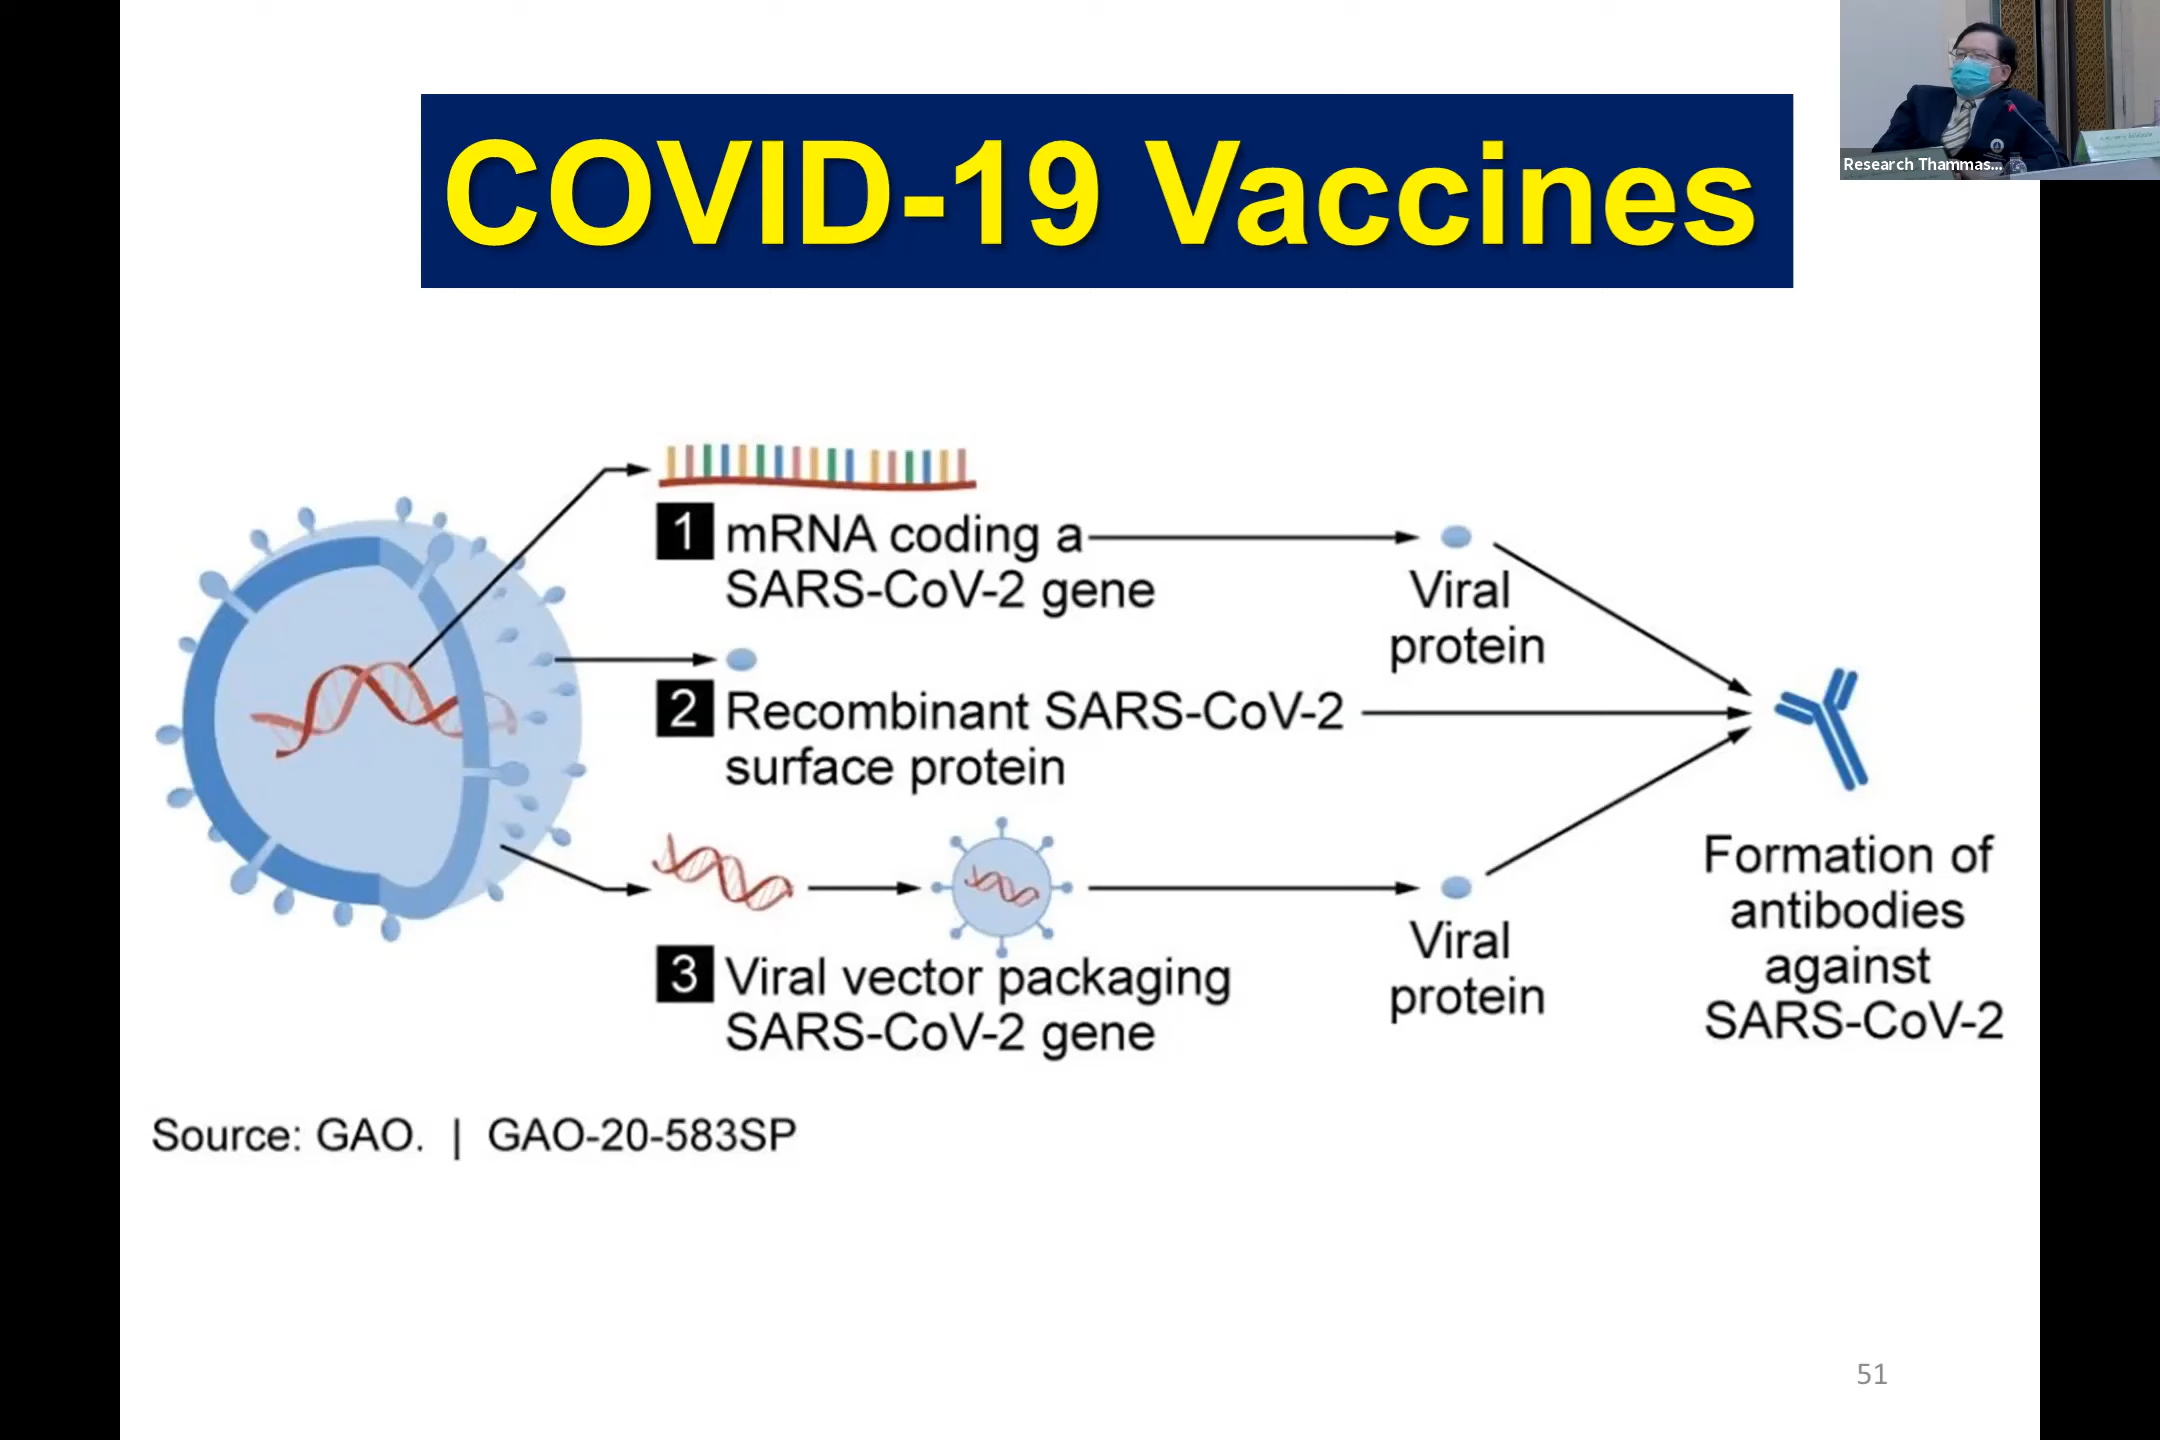 COVID-19 Vaccines
Research Thammas...
1 mRNA coding a
SARS-CoV-2 gene
Viral
protein
2 Recombinant SARS-CoV-2
surface protein
3 Viral vector packaging
SARS-CoV-2 gene
Viral
protein
Formation of
antibodies
against
SARS-CoV-2
Source: GAO. | GAO-20-583SP
51